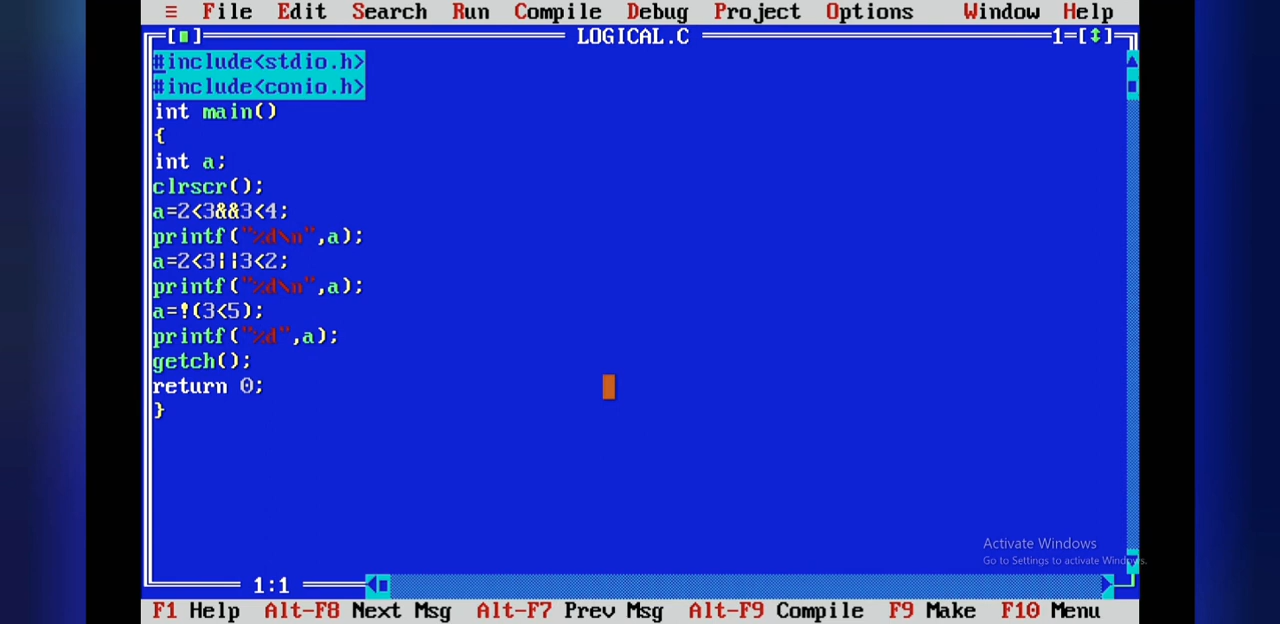 ≡ File Edit Search Run Compile Debug Project Options Window Help
[■] LOGICAL.C 1=[↕]
#include<stdio.h>
#include<conio.h>
int main()
{
int a;
clrscr();
a=2<3&&3<4;
printf("%d\n",a);
a=2<3||3<2;
printf("%d\n",a);
a=!(3<5);
printf("%d",a);
getch();
return 0;
}
Activate Windows
Go to Settings to activate Windows.
1:1
F1 Help Alt-F8 Next Msg Alt-F7 Prev Msg Alt-F9 Compile F9 Make F10 Menu